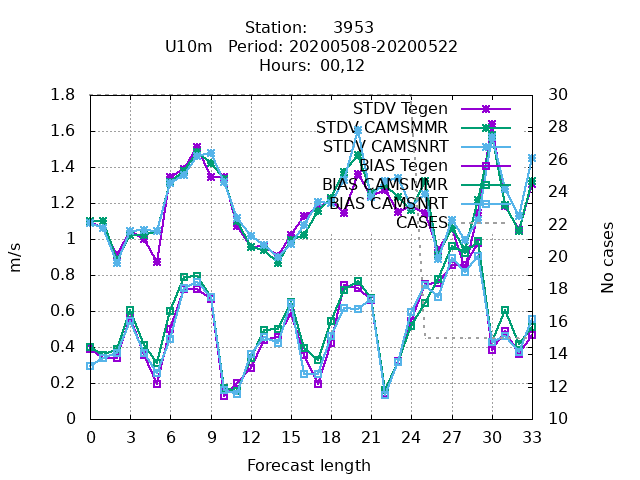 Station: 3953
U10m Period: 20200508-20200522
Hours: 00,12
1.8
1.6
1.4
1.2
1
0.8
0.6
0.4
0.2
0
m/s
STDV Tegen
STDV CAMSMMR
STDV CAMSNRT
BIAS Tegen
BIAS CAMSMMR
BIAS CAMSNRT
CASES
30
28
26
24
22
20
18
16
14
12
10
No cases
0 3 6 9 12 15 18 21 24 27 30 33
Forecast length